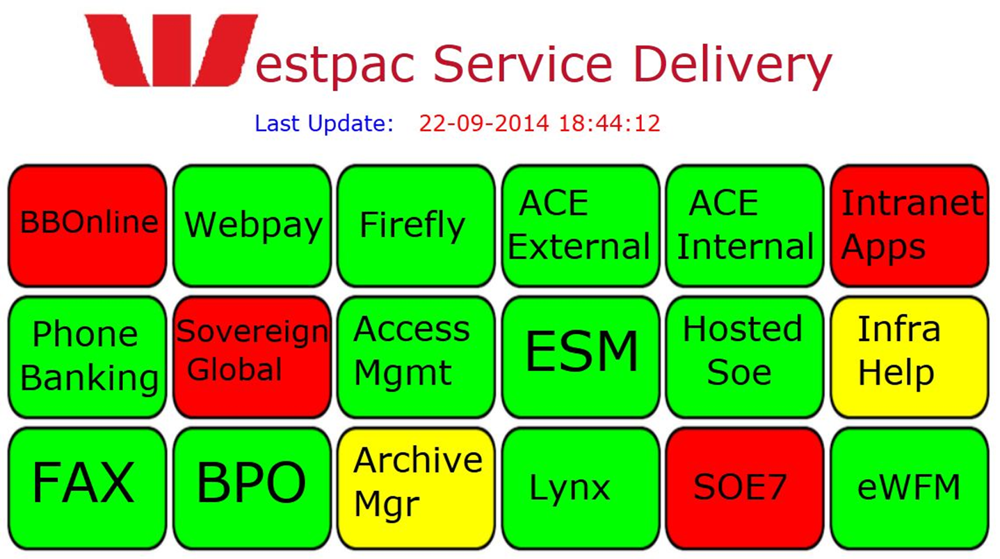 Westpac Service Delivery
Last Update: 22-09-2014 18:44:12
BBOnline
Webpay
Firefly
ACE
External
ACE
Internal
Intranet
Apps
Phone
Banking
Sovereign
Global
Access
Mgmt
ESM
Hosted
Soe
Infra
Help
FAX
BPO
Archive
Mgr
Lynx
SOE7
eWFM